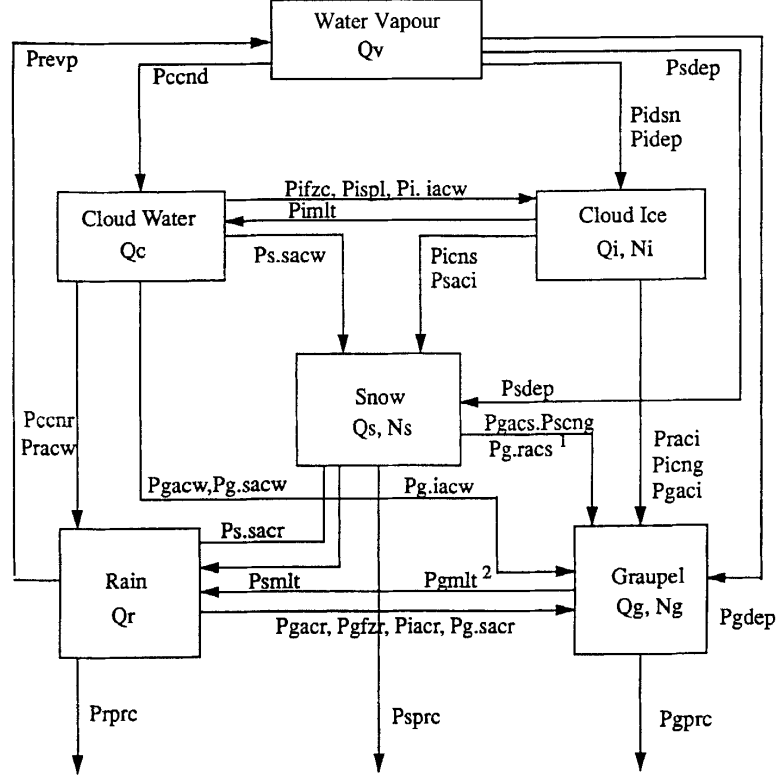 Water Vapour
Qv
Prevp
Pccnd
Psdep
Pidsn
Pidep
Pifzc, Pispl, Pi. iacw
Pimlt
Cloud Water
Qc
Cloud Ice
Qi, Ni
Ps.sacw
Picns
Psaci
Snow
Qs, Ns
Psdep
Pgacs.Pscng
Pg.racs 1
Pccnr
Pracw
Praci
Picng
Pgaci
Pgacw,Pg.sacw
Pg.iacw
Ps.sacr
Rain
Qr
Psmlt
Pgmlt 2
Graupel
Qg, Ng
Pgdep
Pgacr, Pgfzr, Piacr, Pg.sacr
Prprc
Psprc
Pgprc